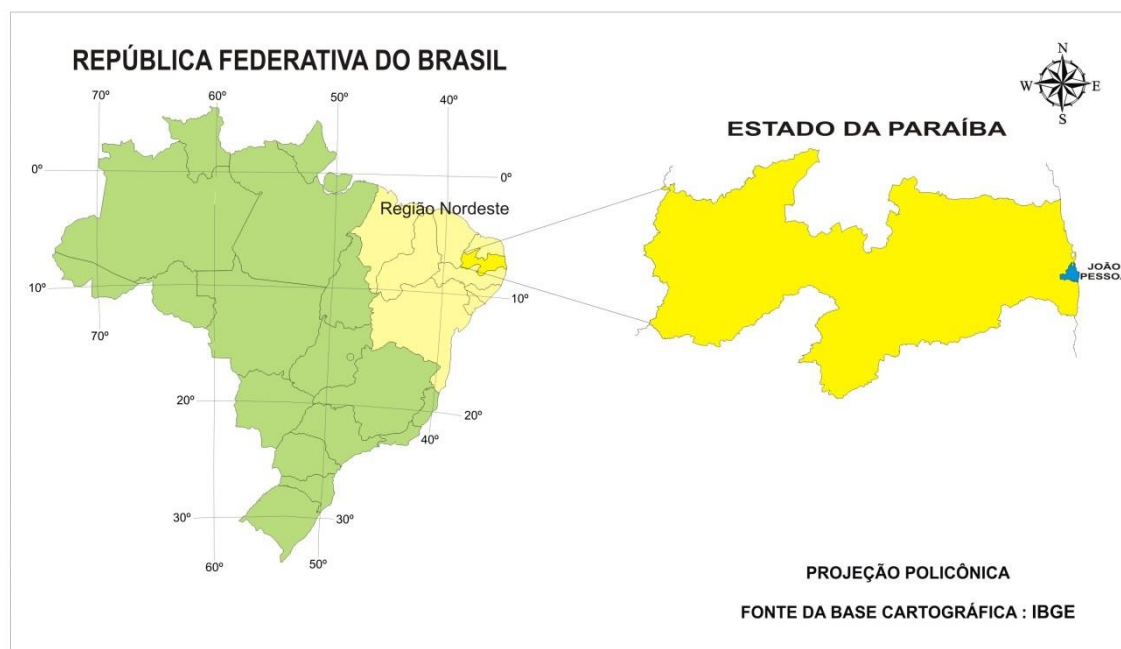 REPÚBLICA FEDERATIVA DO BRASIL
70º
60º
50º
40º
0º
0º
Região Nordeste
10º
10º
70º
20º
20º
40º
30º
30º
60º
50º
N
W
E
S
ESTADO DA PARAÍBA
JOÃO
PESSOA
PROJEÇÃO POLICÔNICA
FONTE DA BASE CARTOGRÁFICA : IBGE